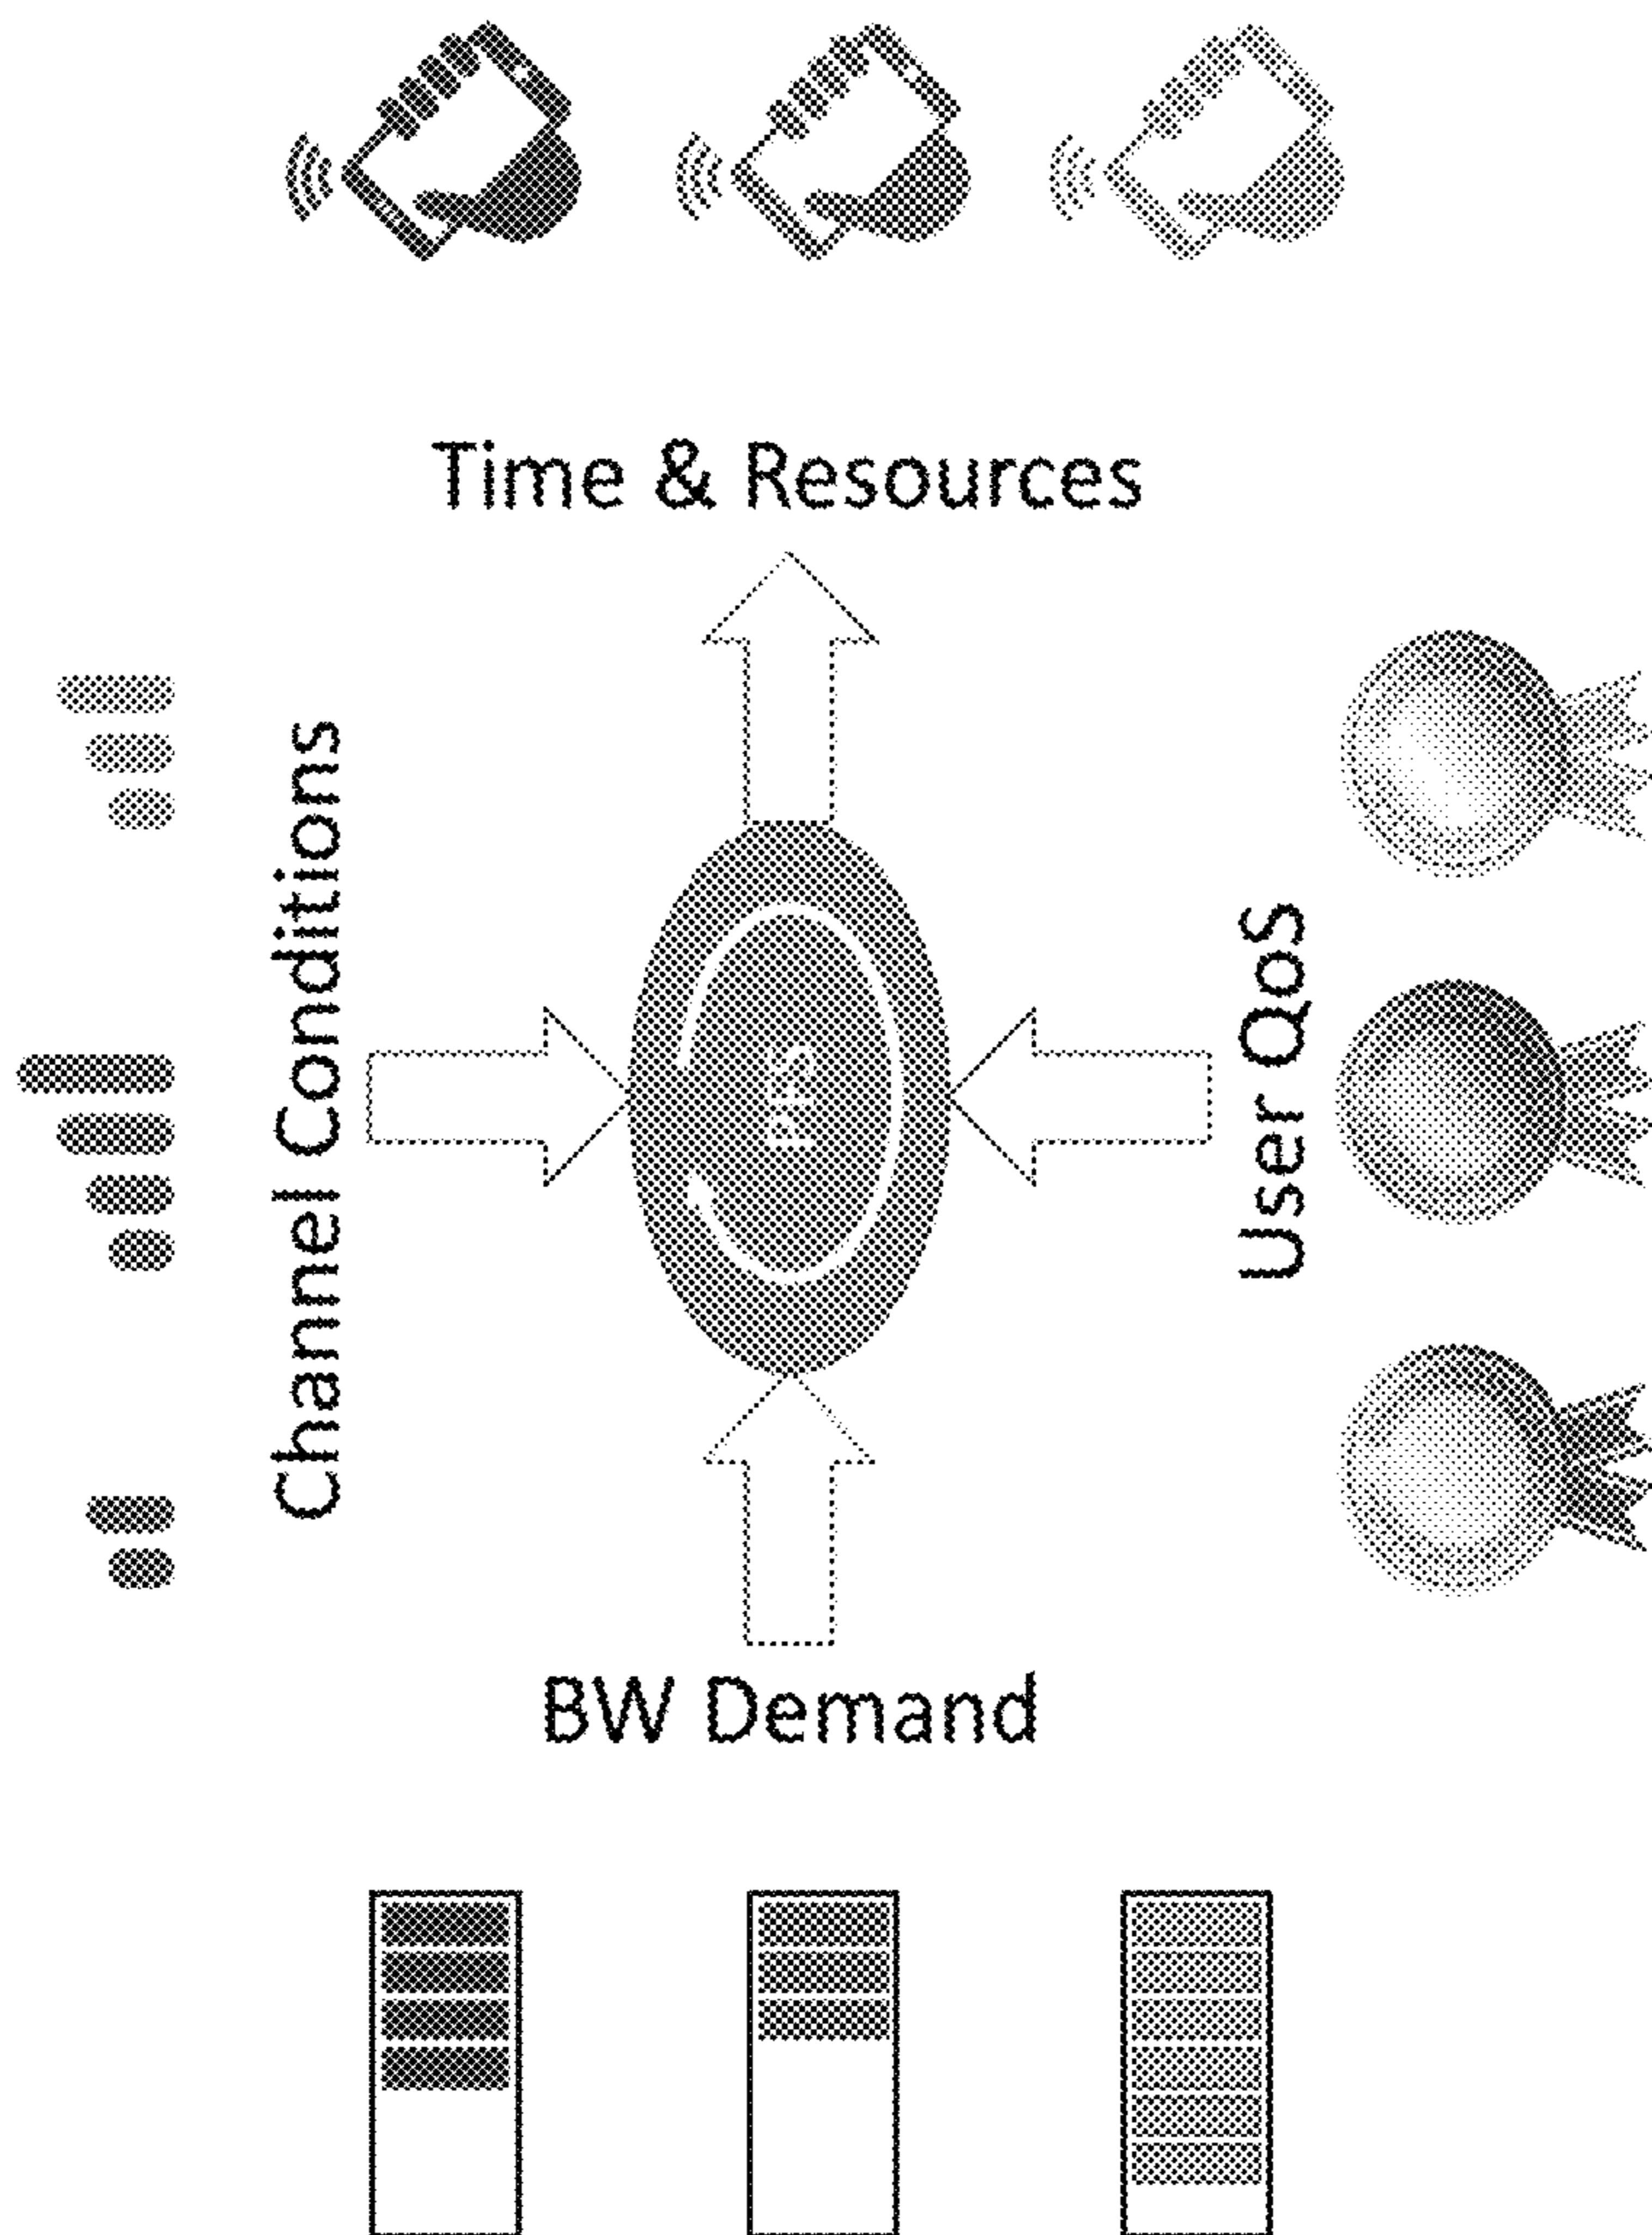 Time & Resources
Channel Conditions
User QoS
BW Demand